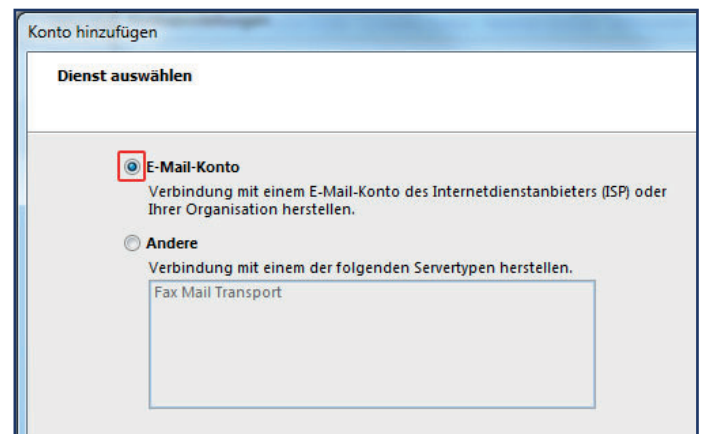 Konto hinzufügen
Dienst auswählen
E-Mail-Konto
Verbindung mit einem E-Mail-Konto des Internetdienstanbieters (ISP) oder
Ihrer Organisation herstellen.
Andere
Verbindung mit einem der folgenden Servertypen herstellen.
Fax Mail Transport